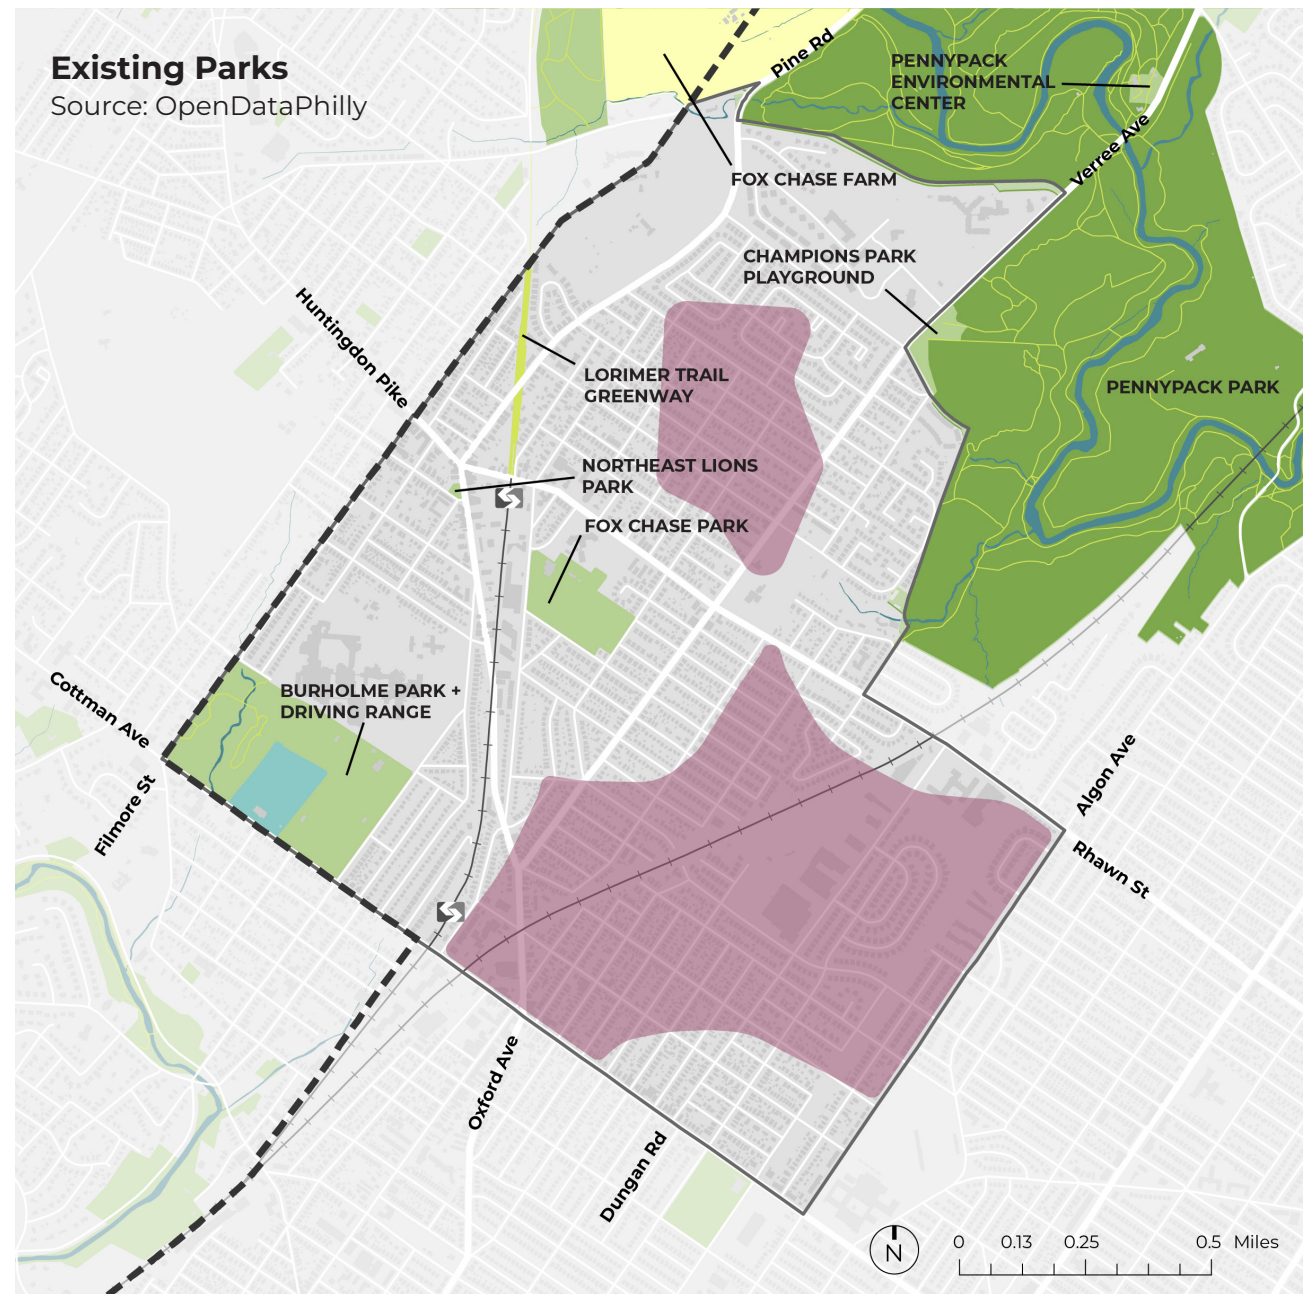 Existing Parks
Source: OpenDataPhilly
Pine Rd
PENNYPACK
ENVIRONMENTAL
CENTER
Verree Ave
FOX CHASE FARM
CHAMPIONS PARK
PLAYGROUND
Huntingdon Pike
LORIMER TRAIL
GREENWAY
PENNYPACK PARK
NORTHEAST LIONS
PARK
FOX CHASE PARK
Cottman Ave
BURHOLME PARK +
DRIVING RANGE
Filmore St
Algon Ave
Rhawn St
Oxford Ave
Dungan Rd
N
0 0.13 0.25 0.5 Miles